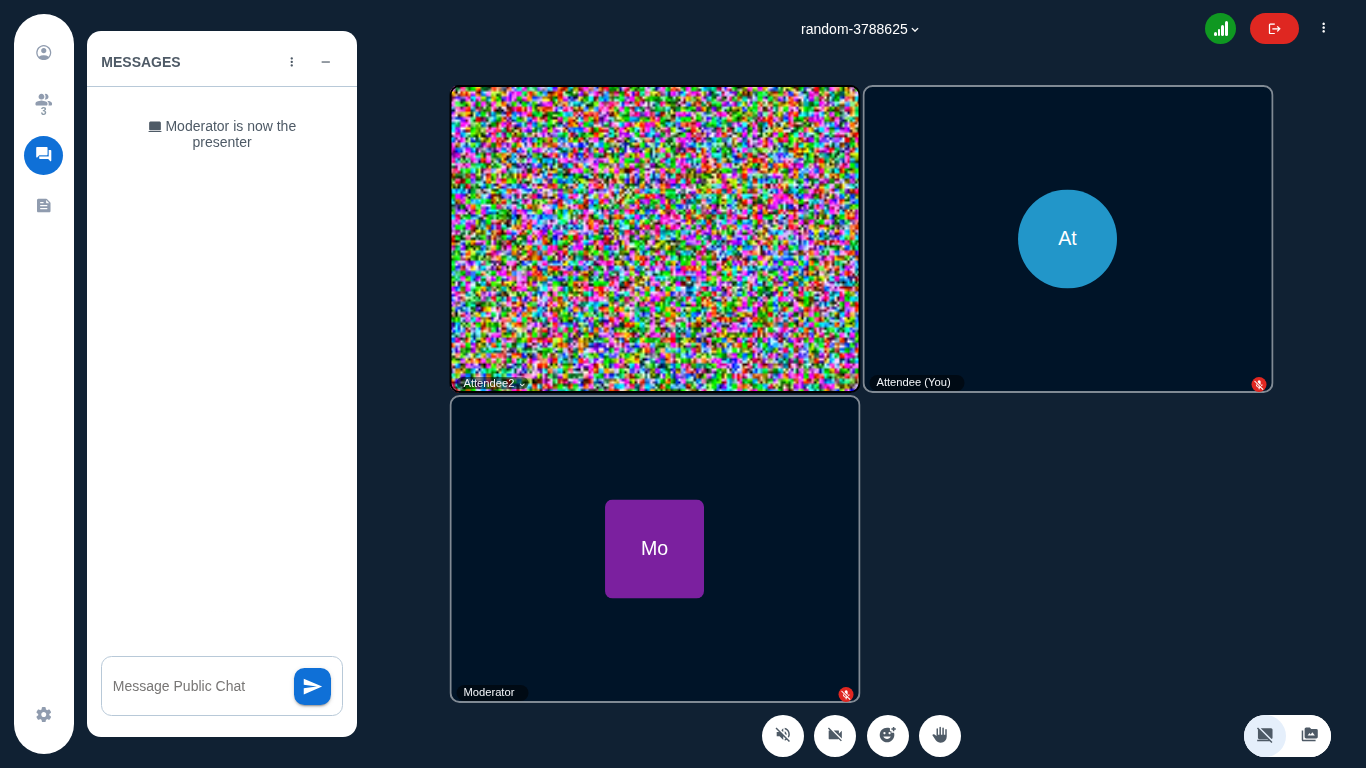 random-3788625
3
MESSAGES
Moderator is now the
presenter
Message Public Chat
Attendee2
At
Attendee (You)
Mo
Moderator